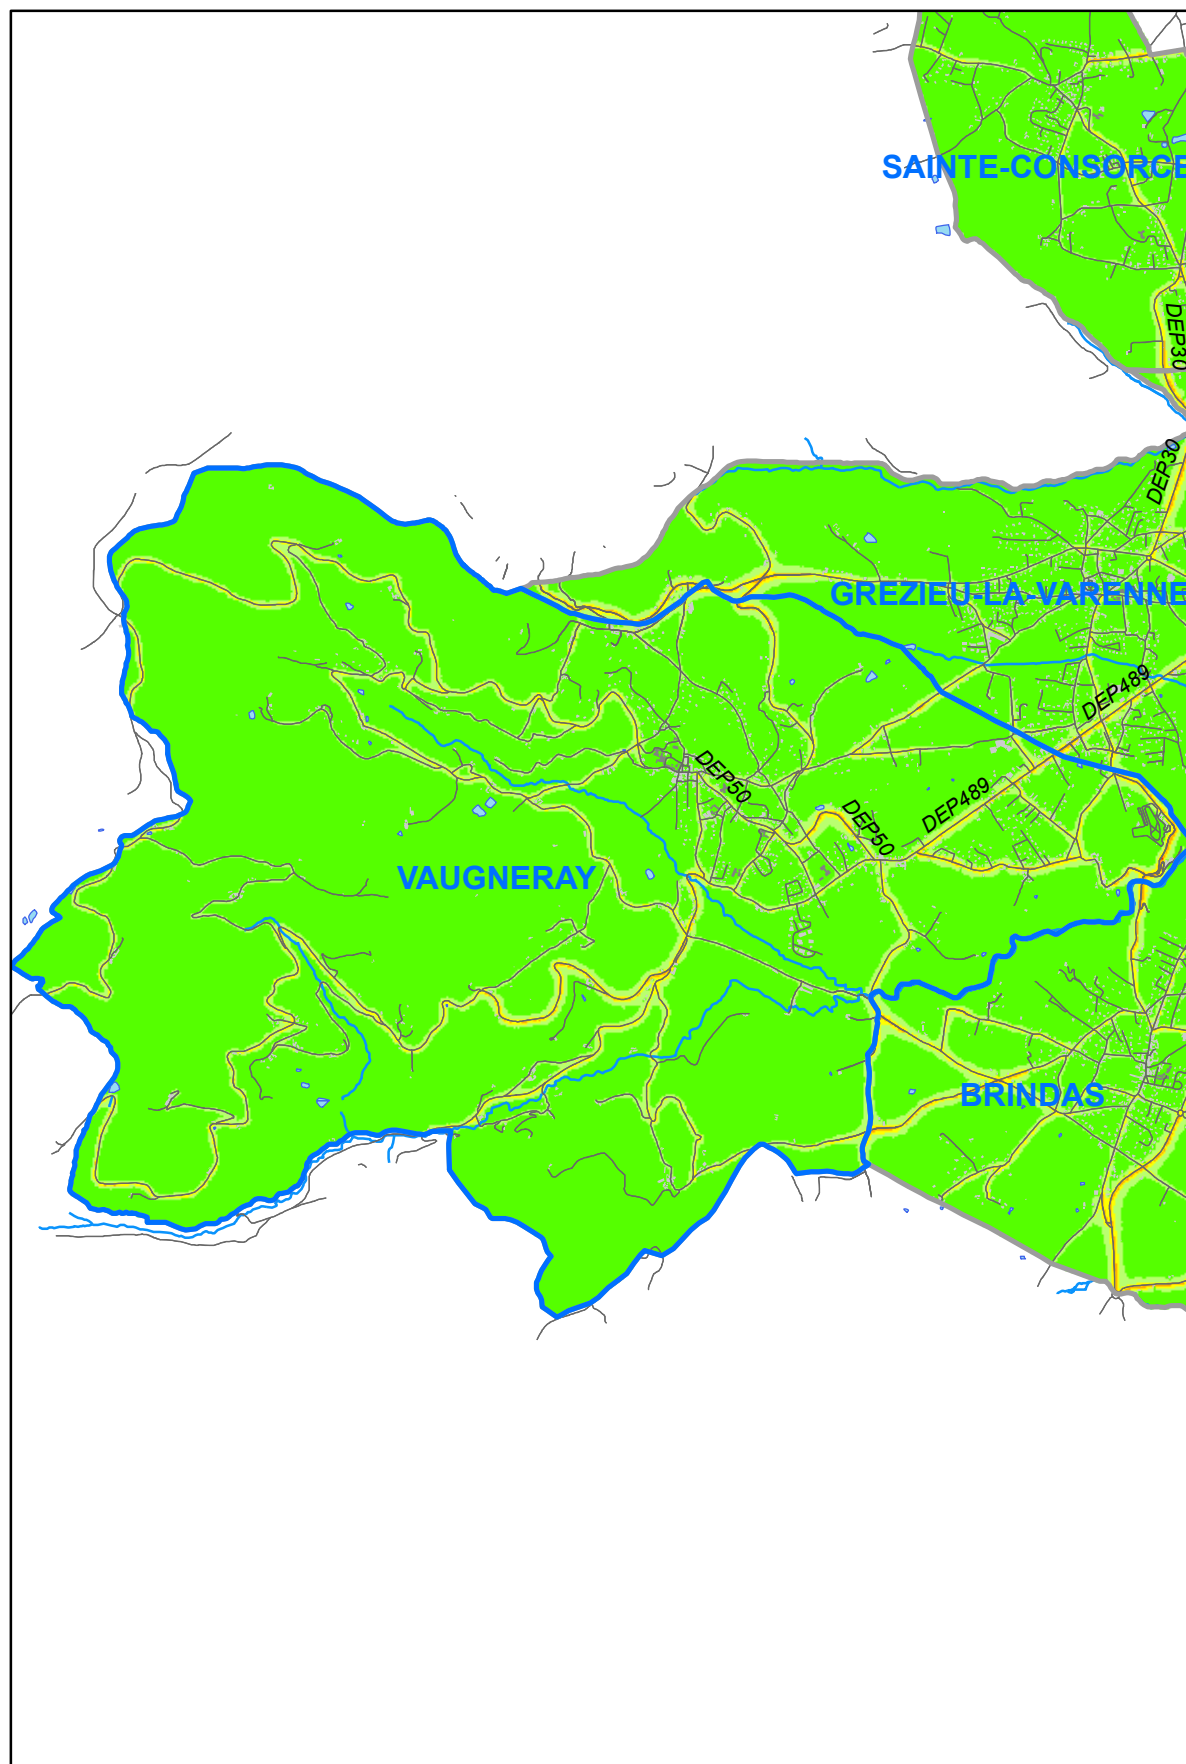 SAINTE-CONSORCE
DEP30
DEP30
GREZIEU-LA-VARENNE
DEP489
DEP50
DEP489
DEP50
VAUGNERAY
BRINDAS